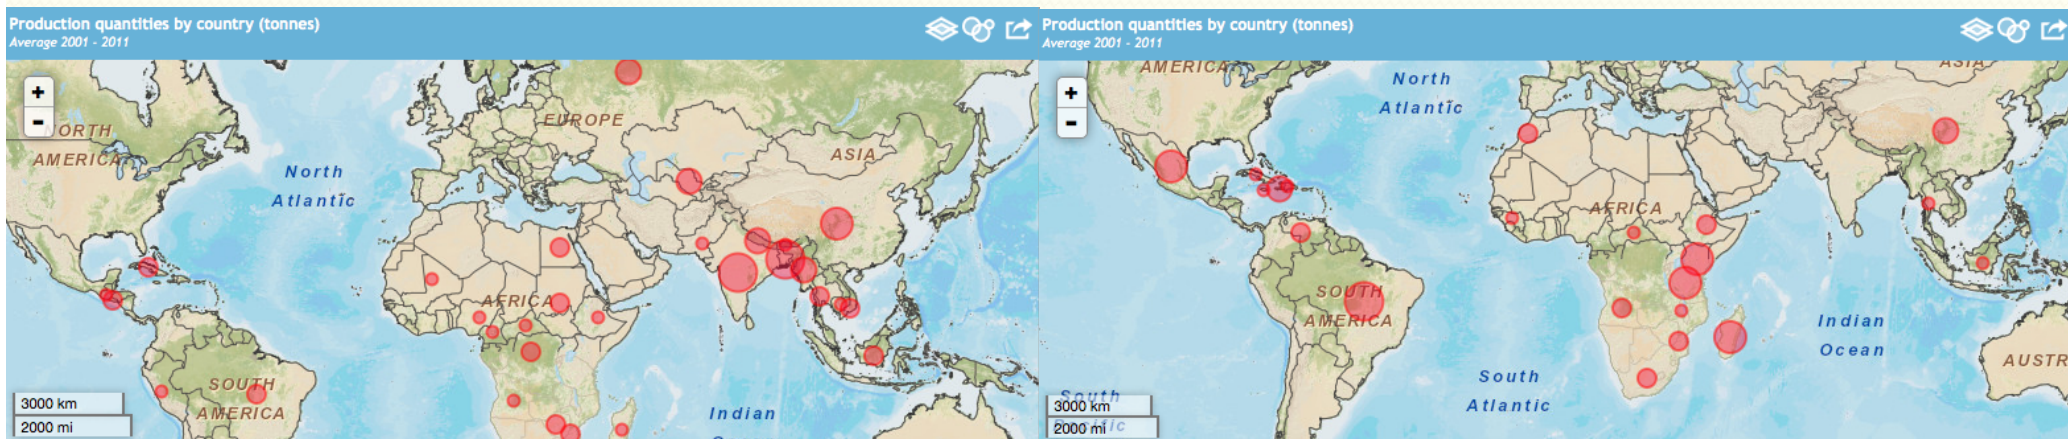 Production quantities by country (tonnes)
Average 2001 - 2011
+
-
NORTH
AMERICA
North
Atlantic
EUROPE
ASIA
AFRICA
SOUTH
AMERICA
Indian
3000 km
2000 mi
Production quantities by country (tonnes)
Average 2001 - 2011
+
-
AMERICA
North
Atlantic
ASIA
AFRICA
SOUTH
AMERICA
Indian
Ocean
AUSTR
South
Atlantic
South
Pacific
3000 km
2000 mi